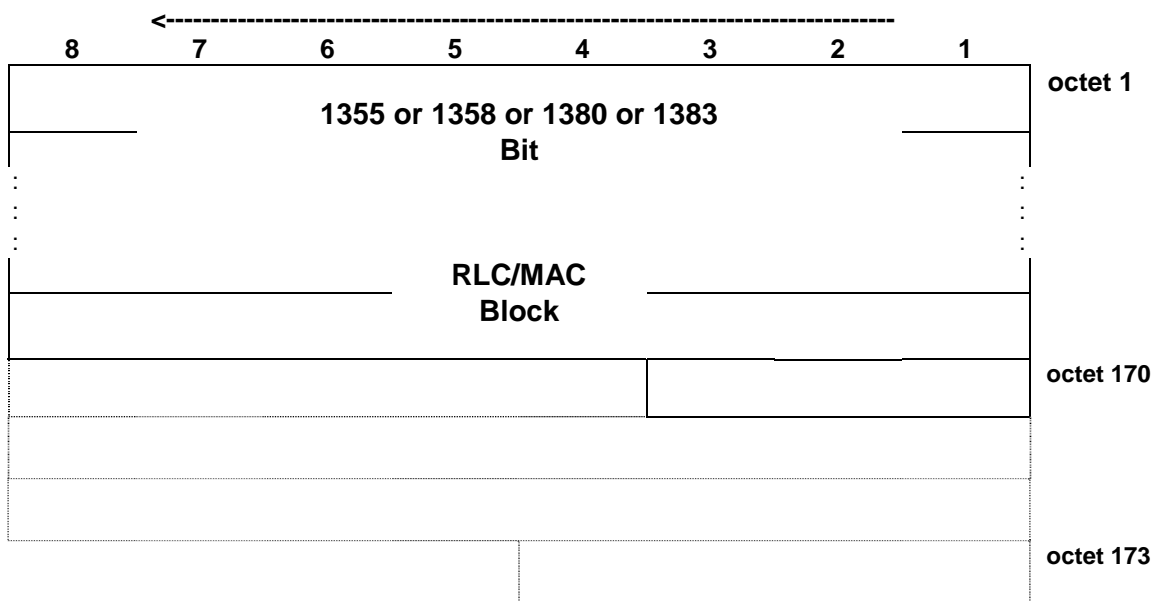 <--------------------------------------------------------------------------------
8 7 6 5 4 3 2 1
octet 1
1355 or 1358 or 1380 or 1383
Bit
: :
: :
: :
RLC/MAC
Block
octet 170
octet 173